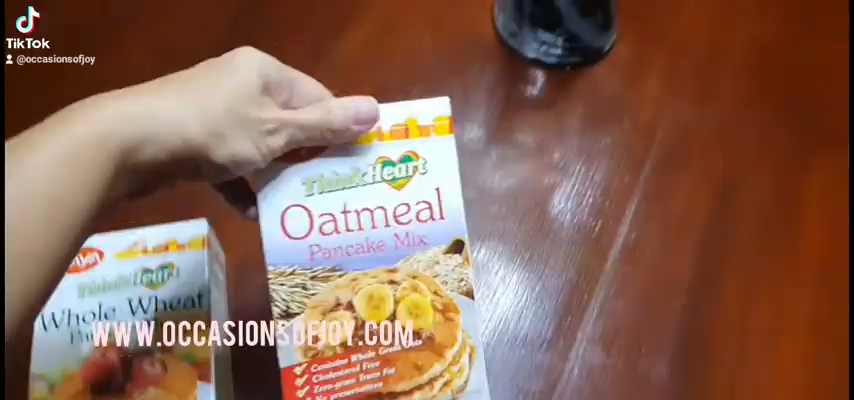 TikTok
@occasionsofjoy
ThinkHeart
Oatmeal
Pancake Mix
Contains Whole Grain Oats
Cholesterol Free
Zero-gram Trans Fat
No preservatives
ThinkHeart
Whole Wheat
WWW.OCCASIONSOFJOY.COM